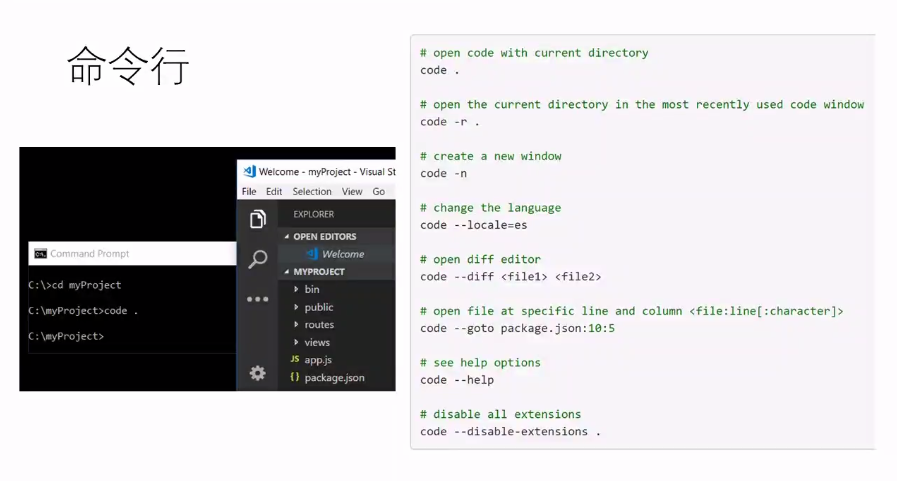 命令行
Welcome - myProject - Visual St
File Edit Selection View Go
EXPLORER
OPEN EDITORS
Welcome
MYPROJECT
bin
public
routes
views
JS app.js
{} package.json
Command Prompt
C:\>cd myProject
C:\myProject>code .
C:\myProject>
# open code with current directory
code .
# open the current directory in the most recently used code window
code -r .
# create a new window
code -n
# change the language
code --locale=es
# open diff editor
code --diff <file1> <file2>
# open file at specific line and column <file:line[:character]>
code --goto package.json:10:5
# see help options
code --help
# disable all extensions
code --disable-extensions .